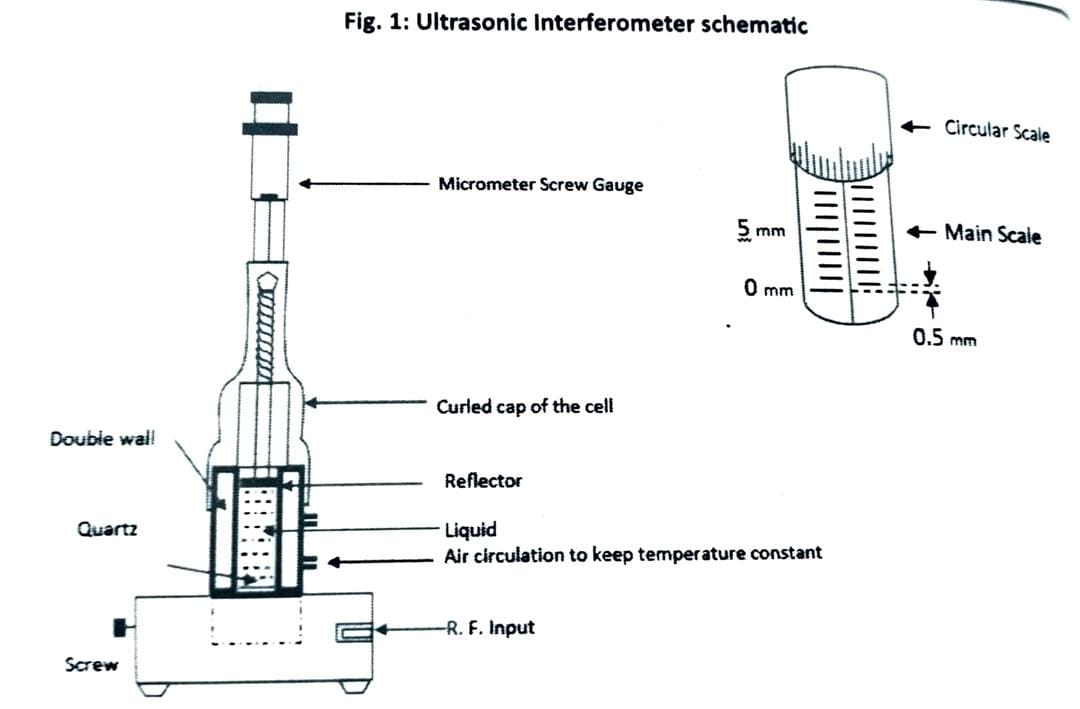 Fig. 1: Ultrasonic Interferometer schematic
Circular Scale
Micrometer Screw Gauge
5 mm
Main Scale
0 mm
0.5 mm
Curled cap of the cell
Double wall
Reflector
Quartz
Liquid
Air circulation to keep temperature constant
R. F. Input
Screw